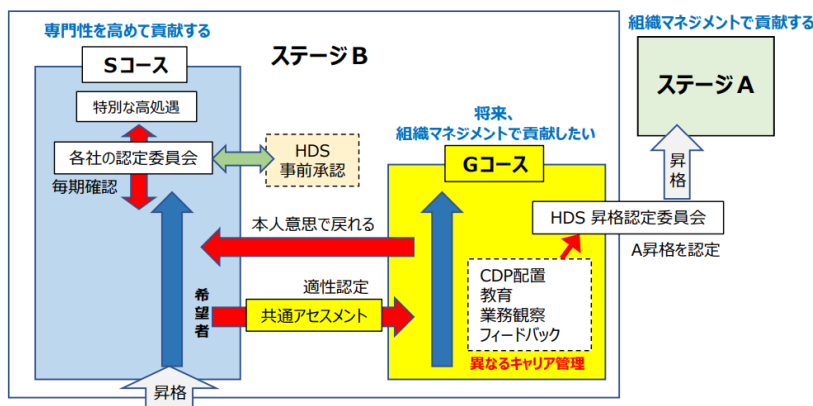 専門性を高めて貢献する
Sコース
ステージB
組織マネジメントで貢献する
ステージA
特別な高処遇
各社の認定委員会
毎期確認
HDS
事前承認
将来、
組織マネジメントで貢献したい
Gコース
昇格
HDS 昇格認定委員会
A昇格を認定
本人意思で戻れる
希望者
適性認定
共通アセスメント
CDP配置
教育
業務観察
フィードバック
異なるキャリア管理
昇格